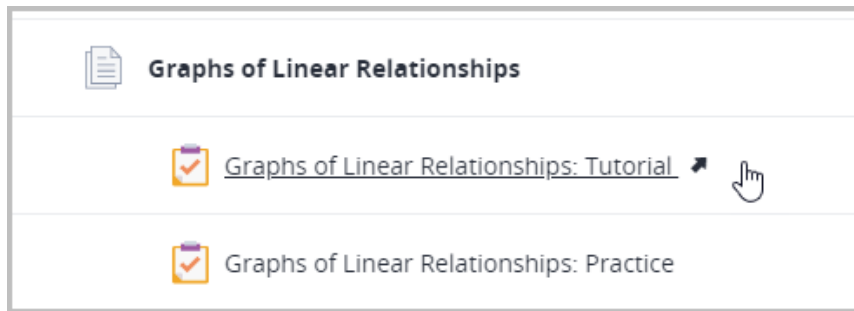 Graphs of Linear Relationships
Graphs of Linear Relationships: Tutorial
Graphs of Linear Relationships: Practice